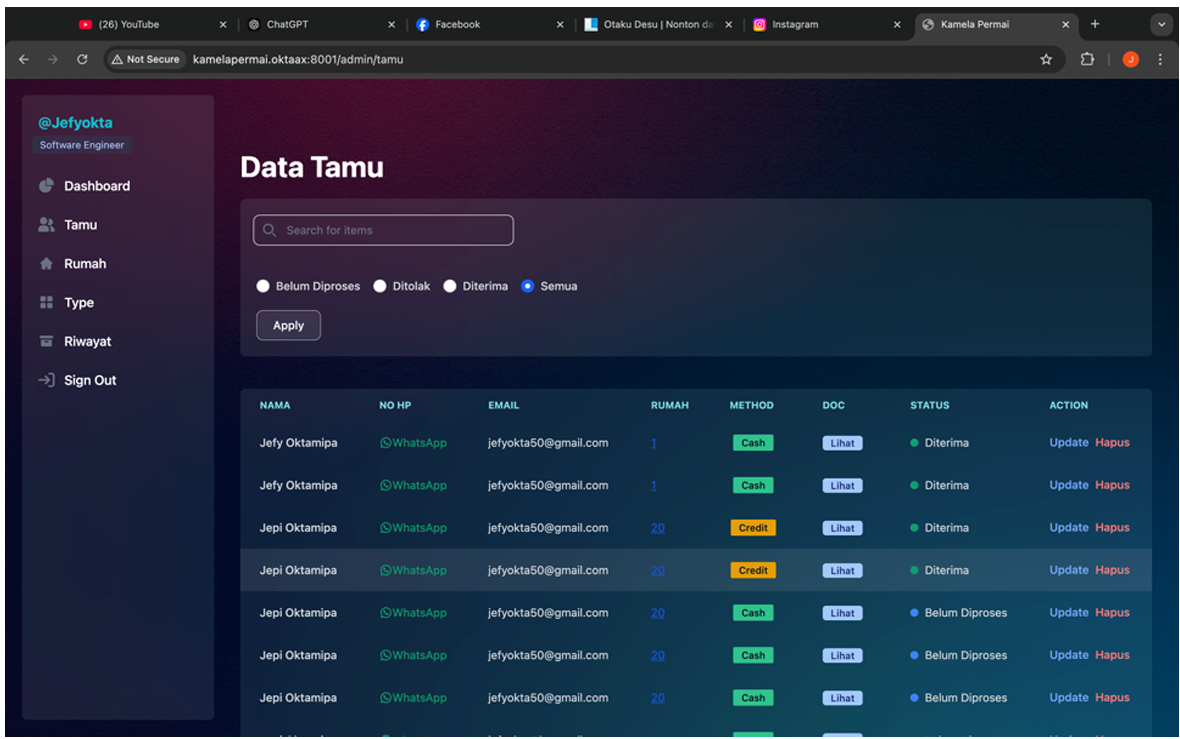 (26) YouTube
ChatGPT
Facebook
Otaku Desu | Nonton da
Instagram
Kamela Permai
Not Secure kamelapermai.oktaax:8001/admin/tamu
J
@Jefyokta
Software Engineer
Dashboard
Tamu
Rumah
Type
Riwayat
Sign Out
Data Tamu
Search for items
Belum Diproses Ditolak Diterima Semua
Apply
NAMA NO HP EMAIL RUMAH METHOD DOC STATUS ACTION
Jefy Oktamipa WhatsApp jefyokta50@gmail.com 1 Cash Lihat Diterima Update Hapus
Jefy Oktamipa WhatsApp jefyokta50@gmail.com 1 Cash Lihat Diterima Update Hapus
Jepi Oktamipa WhatsApp jefyokta50@gmail.com 20 Credit Lihat Diterima Update Hapus
Jepi Oktamipa WhatsApp jefyokta50@gmail.com 20 Credit Lihat Diterima Update Hapus
Jepi Oktamipa WhatsApp jefyokta50@gmail.com 20 Cash Lihat Belum Diproses Update Hapus
Jepi Oktamipa WhatsApp jefyokta50@gmail.com 20 Cash Lihat Belum Diproses Update Hapus
Jepi Oktamipa WhatsApp jefyokta50@gmail.com 20 Cash Lihat Belum Diproses Update Hapus